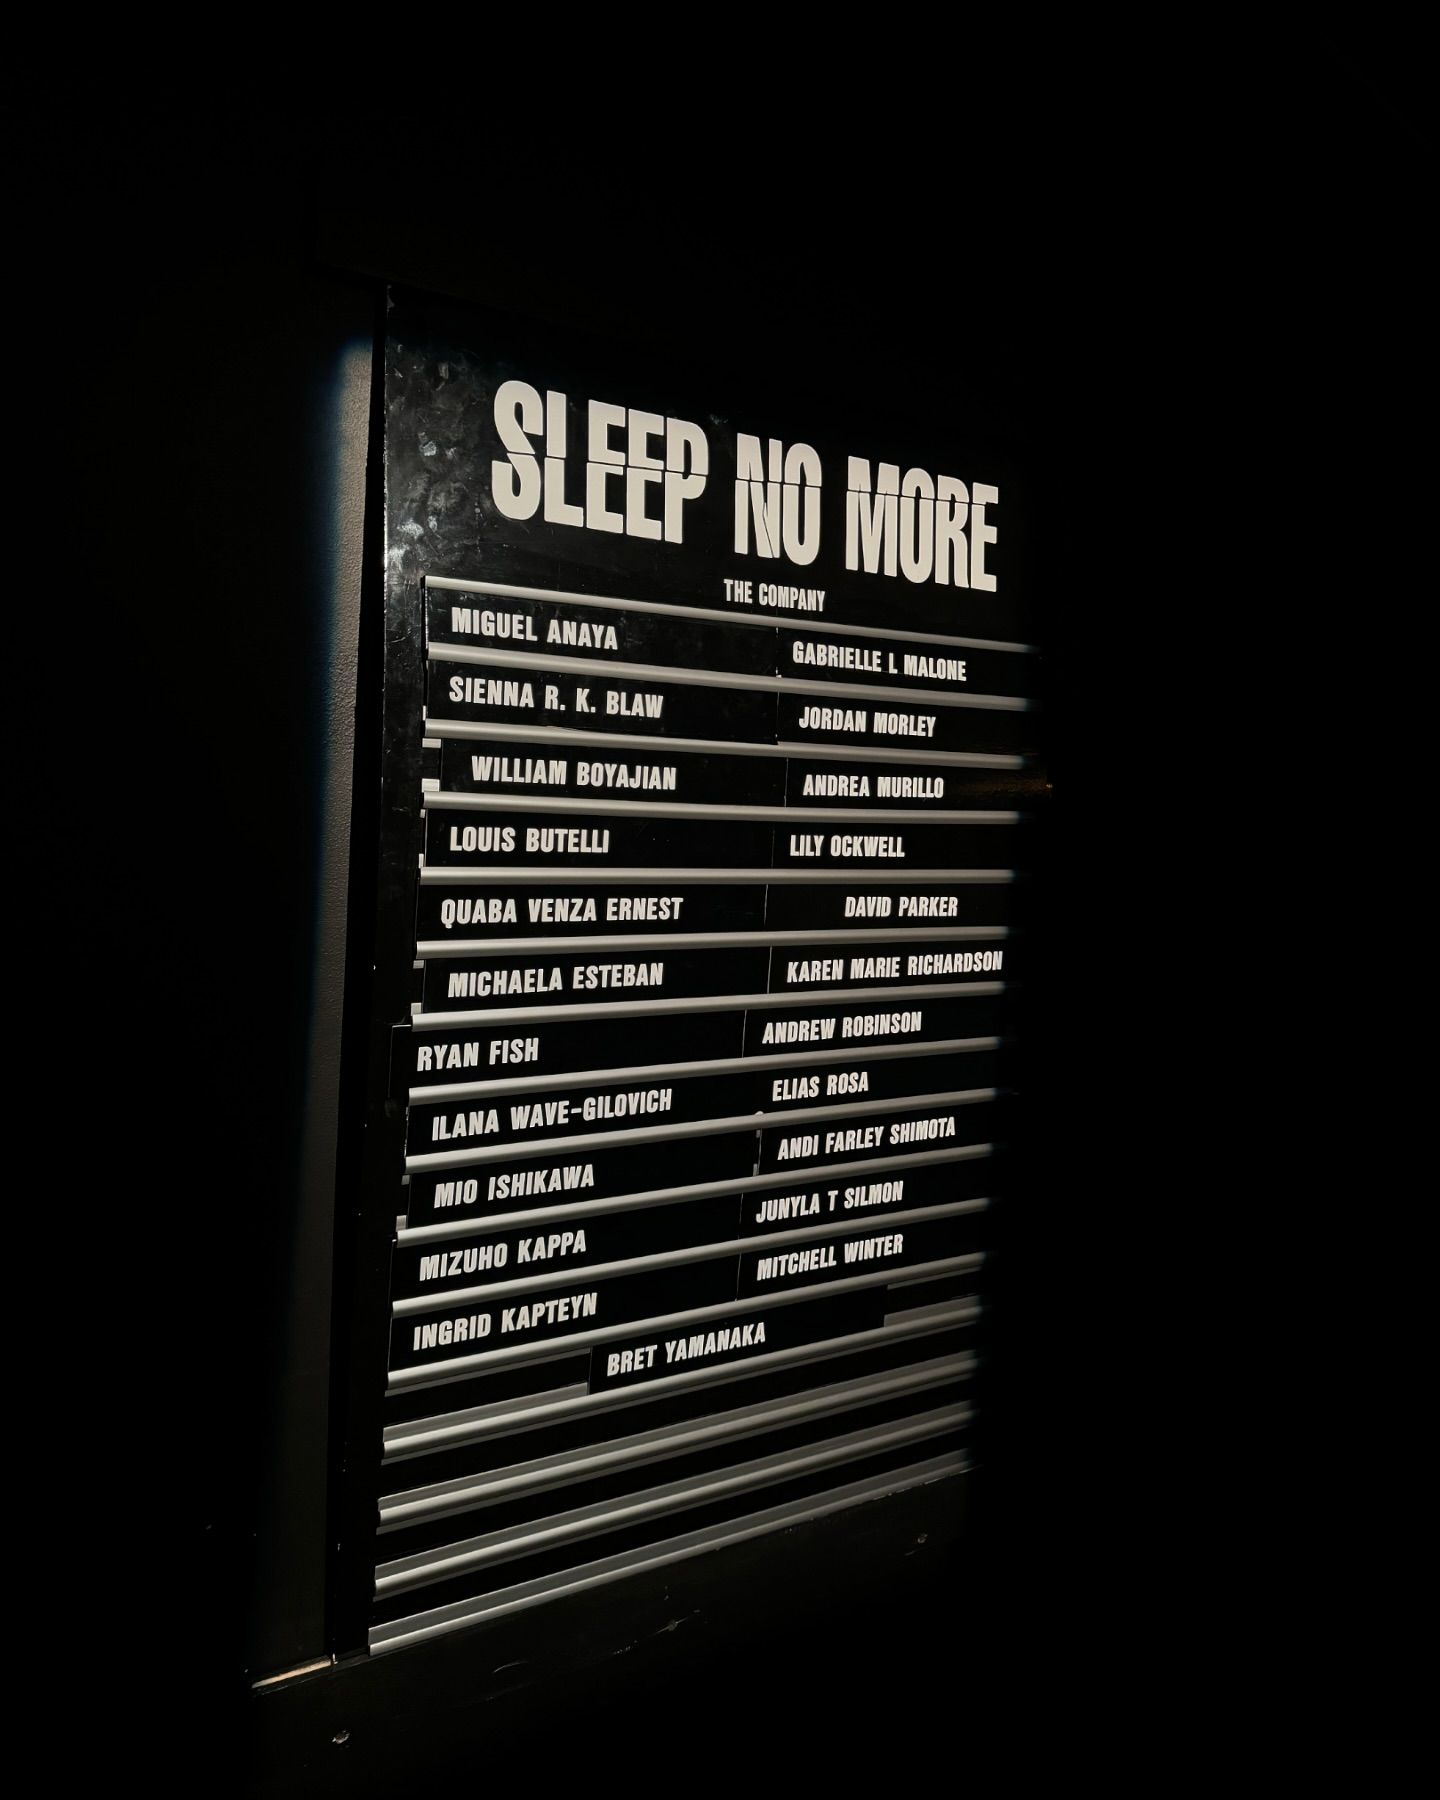 SLEEP NO MORE
THE COMPANY
MIGUEL ANAYA
SIENNA R. K. BLAW
WILLIAM BOYAJIAN
LOUIS BUTELLI
QUABA VENZA ERNEST
MICHAELA ESTEBAN
RYAN FISH
ILANA WAVE-GILOVICH
MIO ISHIKAWA
MIZUHO KAPPA
INGRID KAPTEYN
GABRIELLE L MALONE
JORDAN MORLEY
ANDREA MURILLO
LILY OCKWELL
DAVID PARKER
KAREN MARIE RICHARDSON
ANDREW ROBINSON
ELIAS ROSA
ANDI FARLEY SHIMOTA
JUNYLA T SILMON
MITCHELL WINTER
BRET YAMANAKA